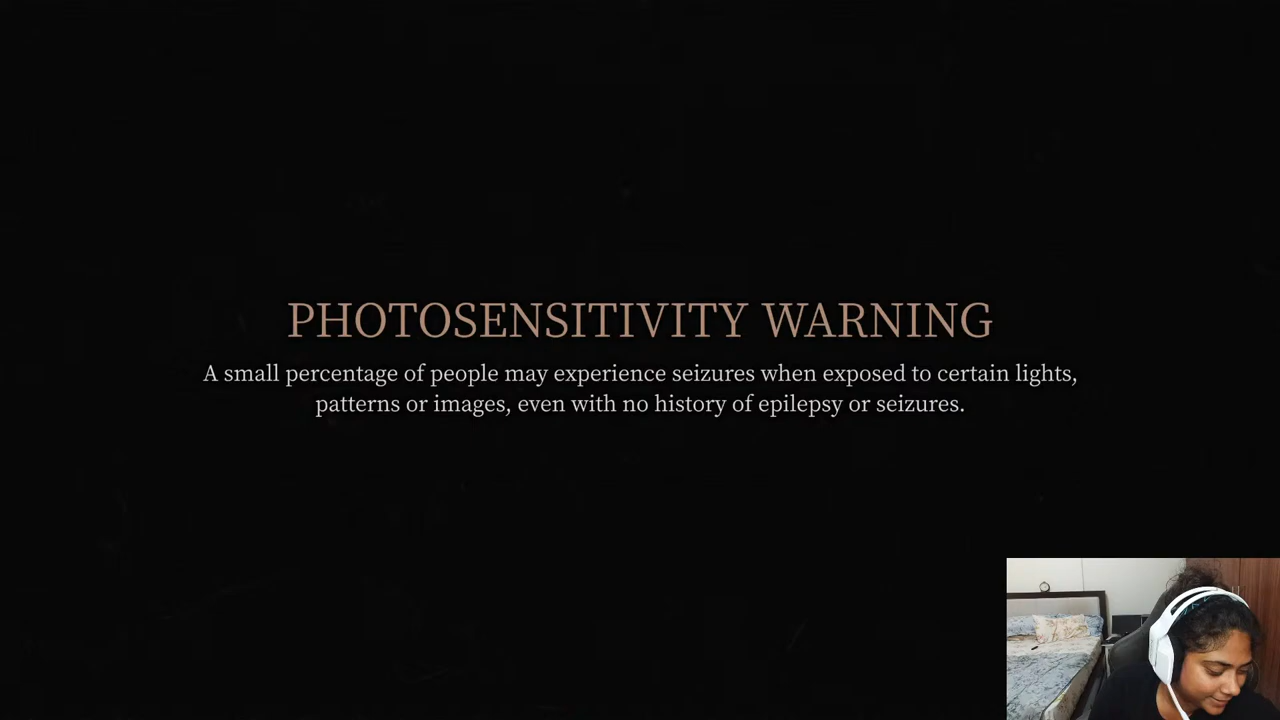 PHOTOSENSITIVITY WARNING
A small percentage of people may experience seizures when exposed to certain lights,
patterns or images, even with no history of epilepsy or seizures.